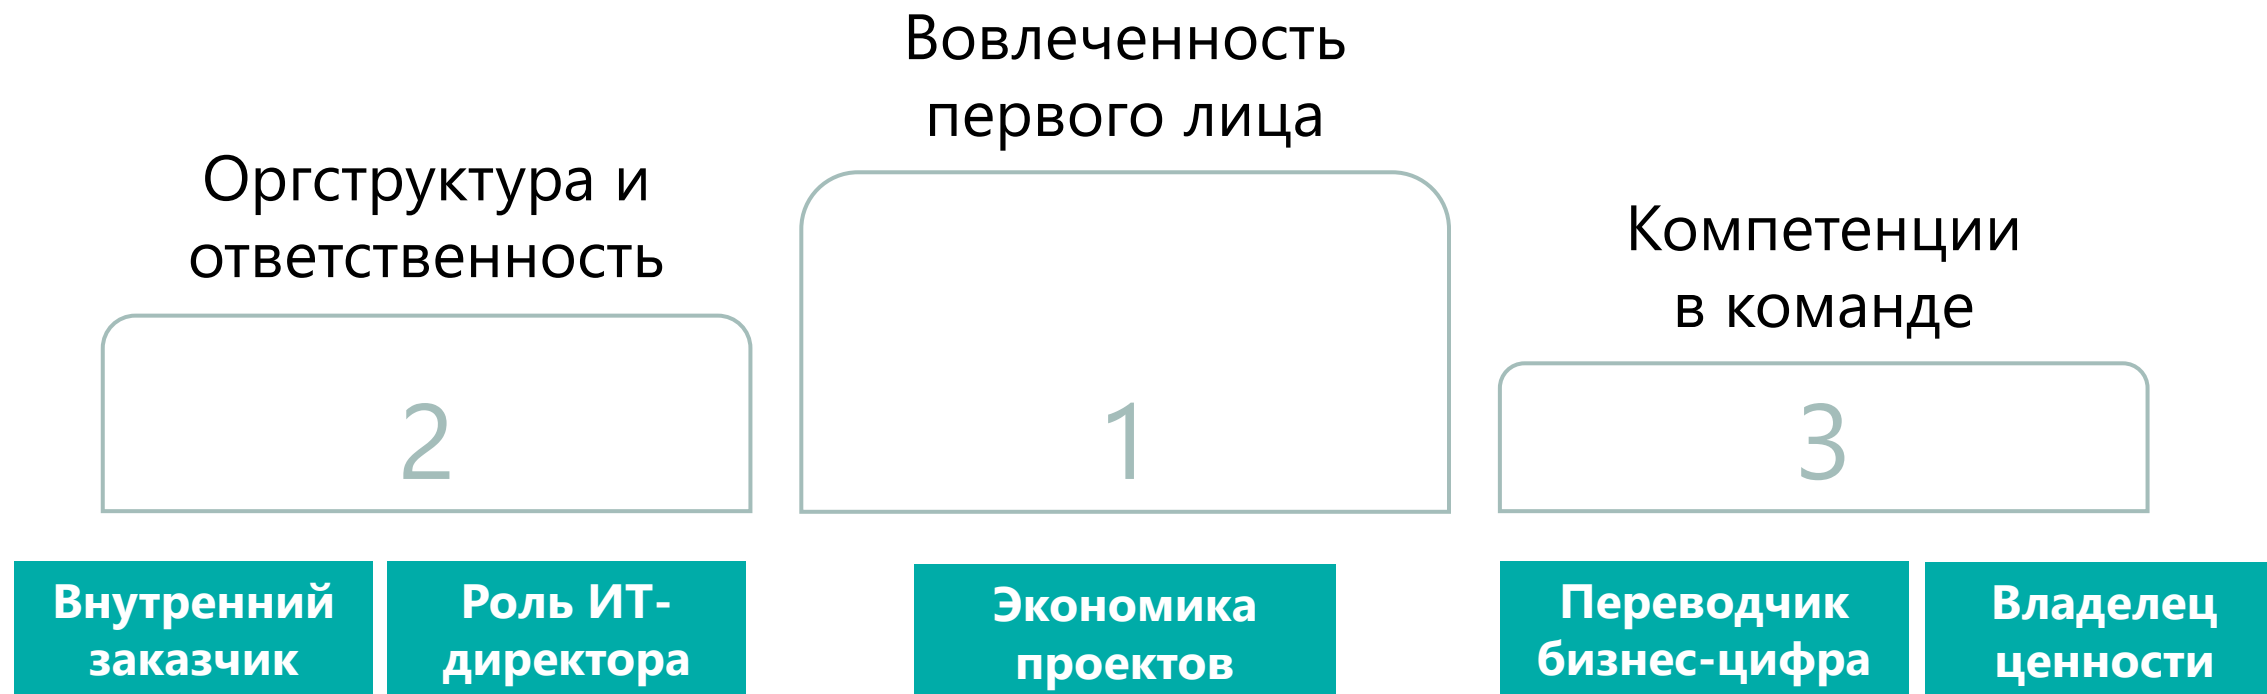 Вовлеченность
первого лица
Оргструктура и
ответственность
Компетенции
в команде
2
1
3
Внутренний
заказчик
Роль ИТ-
директора
Экономика
проектов
Переводчик
бизнес-цифра
Владелец
ценности